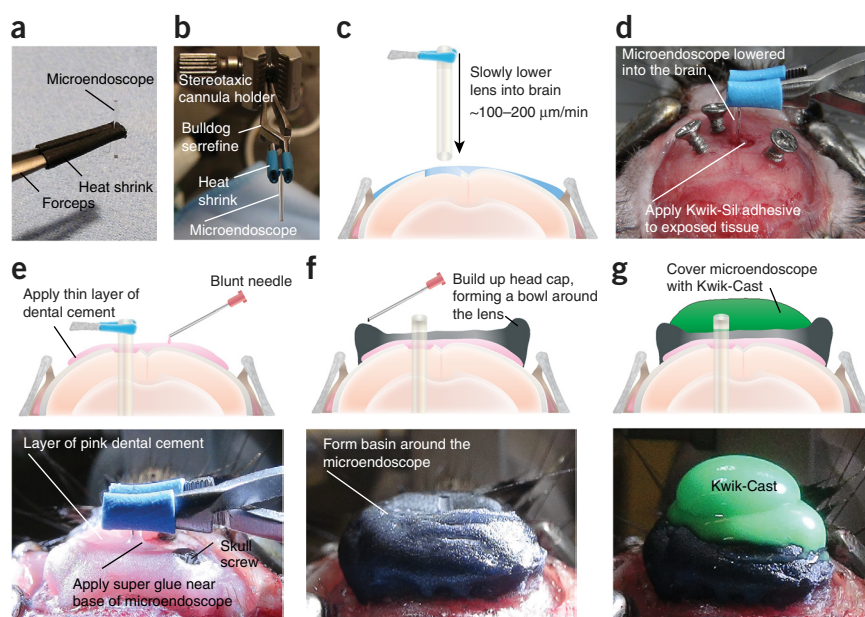 a
Microendoscope
Heat shrink
Forceps
b
Stereotaxic
cannula holder
Bulldog
serrefine
Heat
shrink
Microendoscope
c
Slowly lower
lens into brain
~100–200 μm/min
d
Microendoscope lowered
into the brain
Apply Kwik-Sil adhesive
to exposed tissue
e
Apply thin layer of
dental cement
Blunt needle
Layer of pink dental cement
Skull
screw
Apply super glue near
base of microendoscope
f
Build up head cap,
forming a bowl around
the lens
Form basin around the
microendoscope
g
Cover microendoscope
with Kwik-Cast
Kwik-Cast